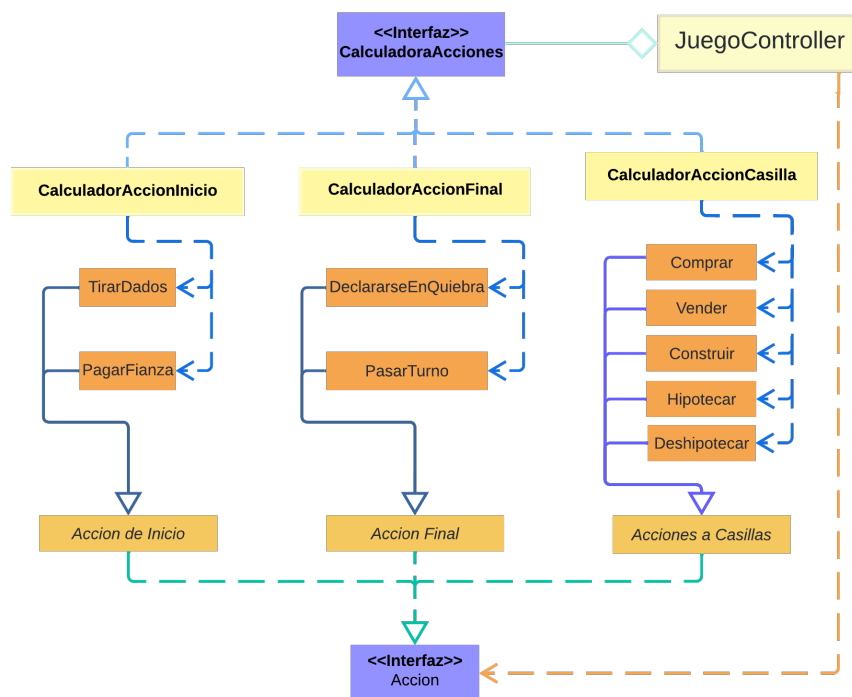 <<Interfaz>>
CalculadoraAcciones
JuegoController
CalculadorAccionInicio
CalculadorAccionFinal
CalculadorAccionCasilla
TirarDados
PagarFianza
DeclararseEnQuiebra
PasarTurno
Comprar
Vender
Construir
Hipotecar
Deshipotecar
Accion de Inicio
Accion Final
Acciones a Casillas
<<Interfaz>>
Accion